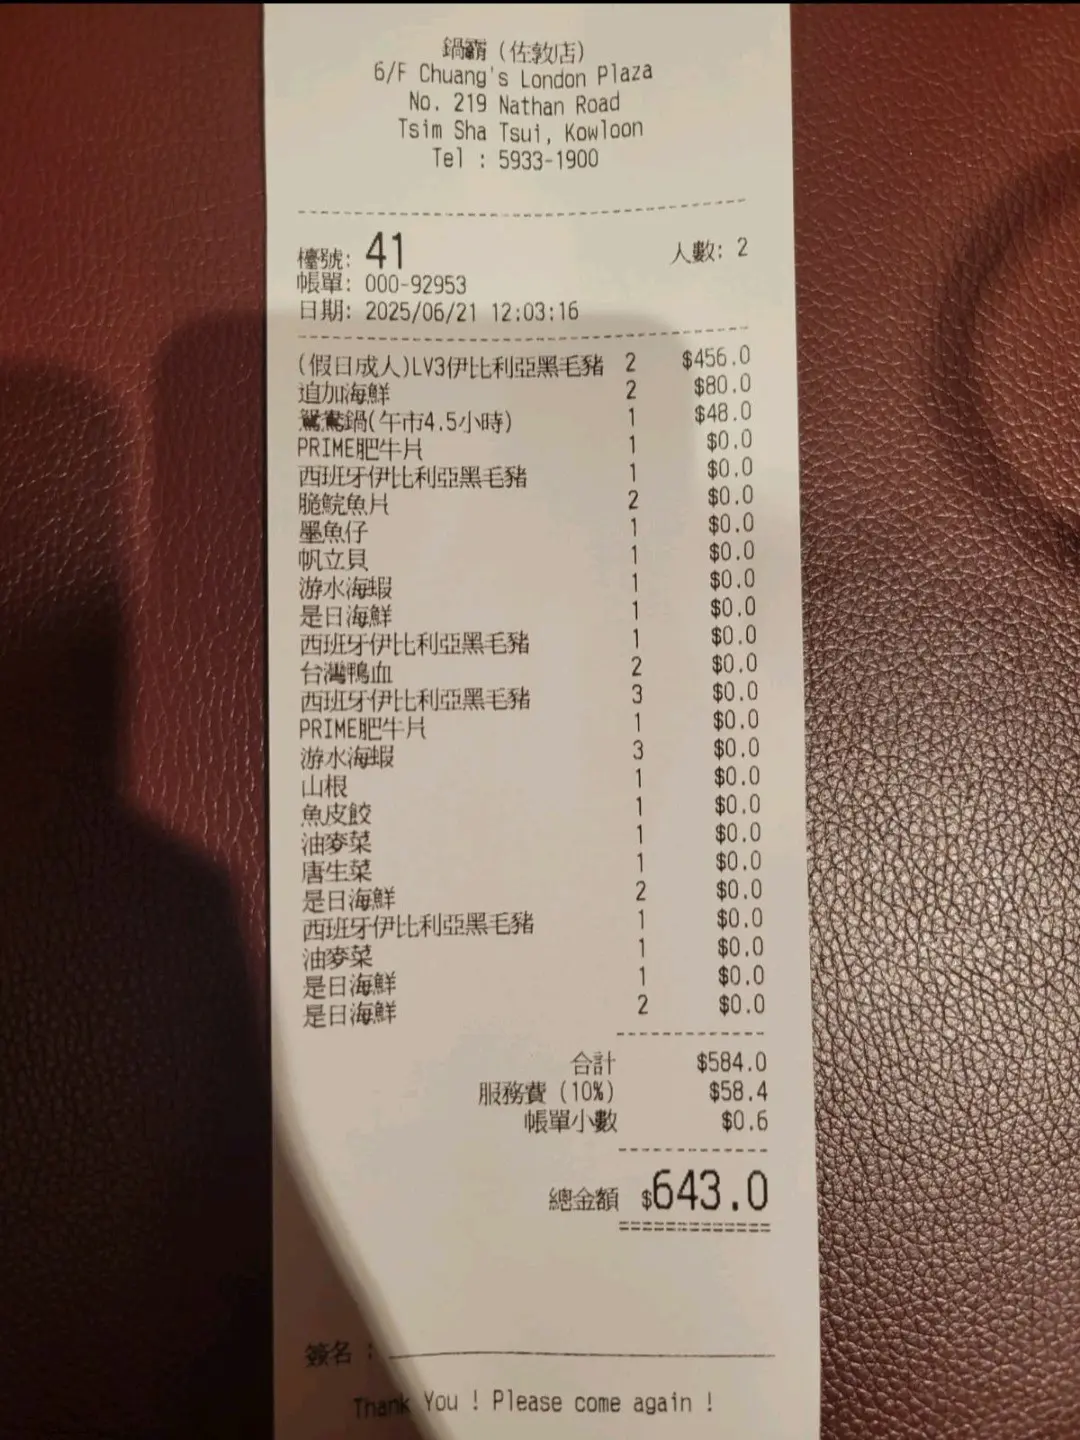 鍋霸 (佐敦店)
6/F Chuang's London Plaza
No. 219 Nathan Road
Tsim Sha Tsui, Kowloon
Tel : 5933-1900
檯號: 41 人數: 2
帳單: 000-92953
日期: 2025/06/21 12:03:16
(假日成人)LV3伊比利亞黑毛豬 2 $456.0
追加海鮮 2 $80.0
鴛鴦鍋(午市4.5小時) 1 $48.0
PRIME肥牛片 1 $0.0
西班牙伊比利亞黑毛豬 1 $0.0
脆鯇魚片 2 $0.0
墨魚仔 1 $0.0
帆立貝 1 $0.0
游水海蝦 1 $0.0
是日海鮮 1 $0.0
西班牙伊比利亞黑毛豬 1 $0.0
台灣鴨血 2 $0.0
西班牙伊比利亞黑毛豬 3 $0.0
PRIME肥牛片 1 $0.0
游水海蝦 3 $0.0
山根 1 $0.0
魚皮餃 1 $0.0
油麥菜 1 $0.0
唐生菜 1 $0.0
是日海鮮 2 $0.0
西班牙伊比利亞黑毛豬 1 $0.0
油麥菜 1 $0.0
是日海鮮 1 $0.0
是日海鮮 2 $0.0
合計 $584.0
服務費 (10%) $58.4
帳單小數 $0.6
總金額 $643.0
簽名 :
Thank You ! Please come again !